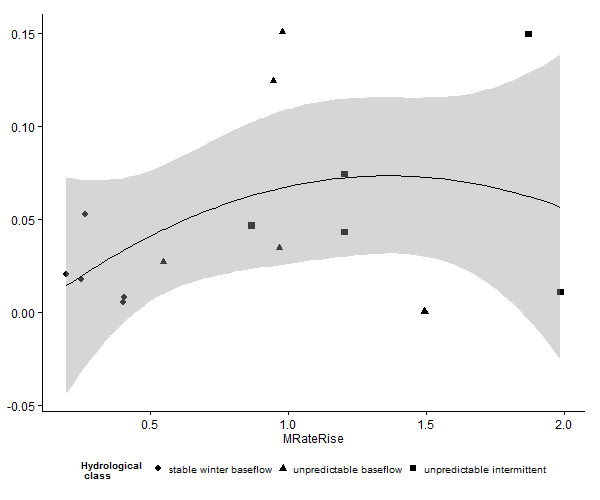 0.15
0.10
0.05
0.00
-0.05
0.5 1.0 1.5 2.0
MRateRise
Hydrological
class
stable winter baseflow unpredictable baseflow unpredictable intermittent